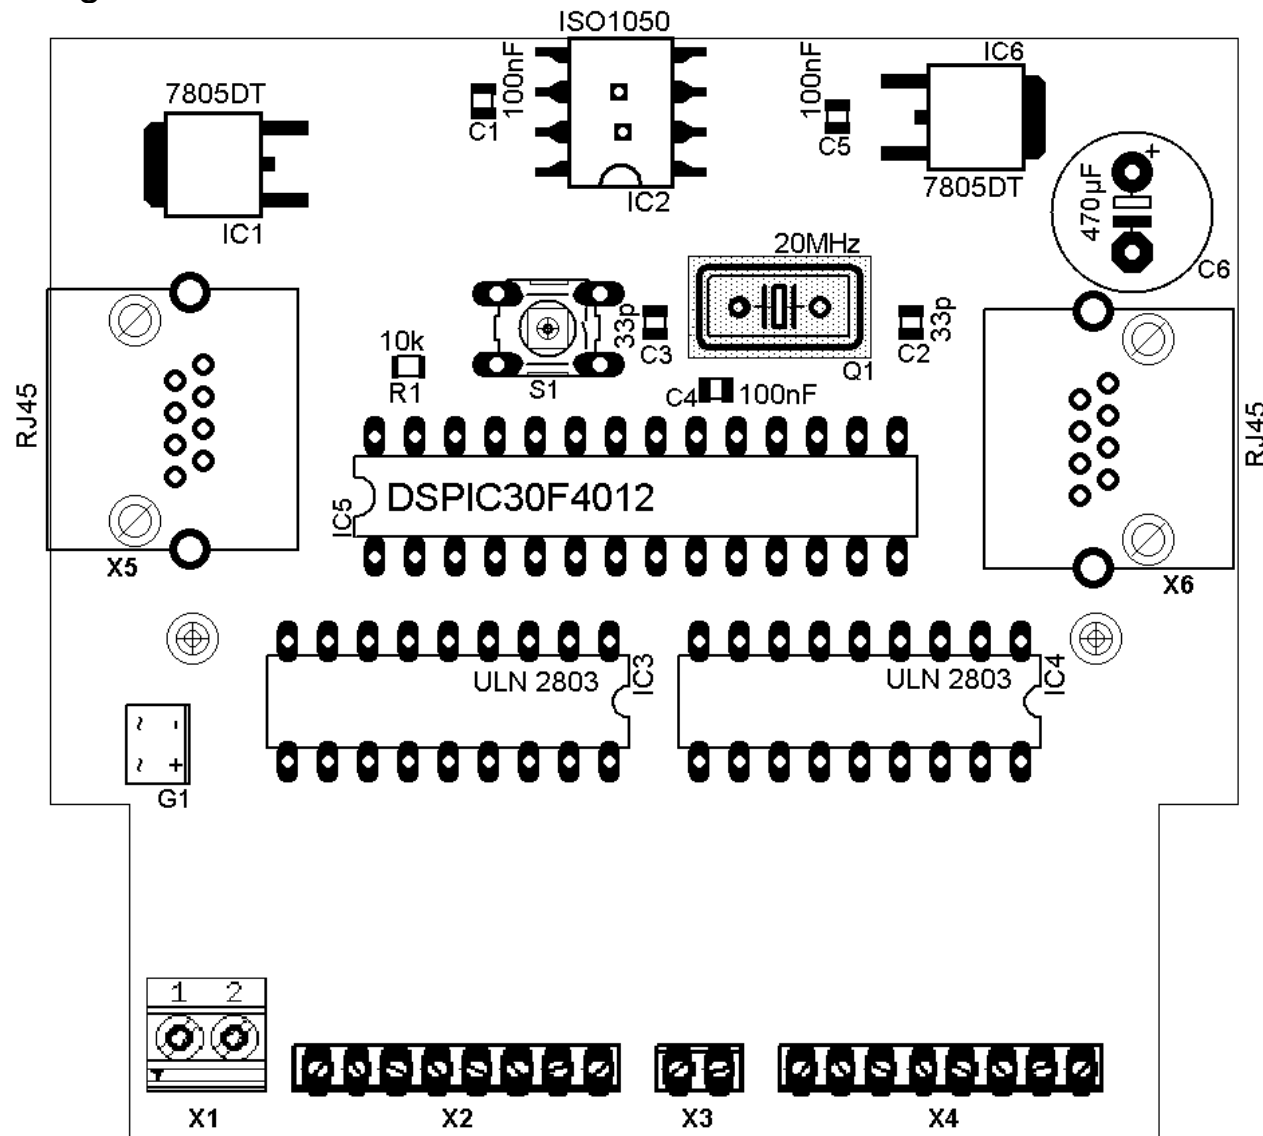 ISO1050
7805DT
100nF
C1
100nF
C5
IC6
IC2
7805DT
IC1
+
470µF
C6
20MHz
33p
C3
33p
C2
10k
R1
S1
Q1
C4
100nF
RJ45
RJ45
IC5
DSPIC30F4012
X5
X6
ULN 2803
IC3
ULN 2803
IC4
~ -
~ +
G1
1 2
X1
X2
X3
X4